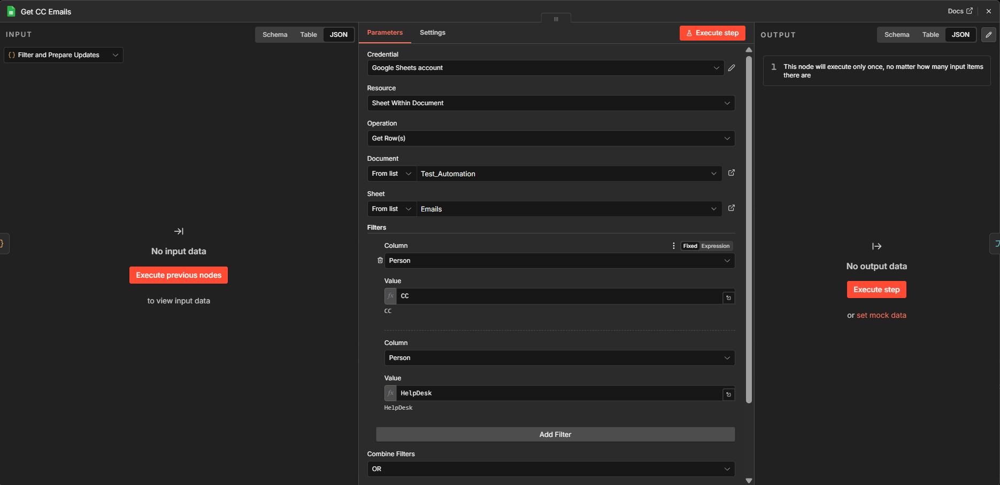 Get CC Emails
Docs
INPUT
Schema Table JSON
Filter and Prepare Updates
No input data
Execute previous nodes
to view input data
Parameters Settings
Execute step
Credential
Google Sheets account
Resource
Sheet Within Document
Operation
Get Row(s)
Document
From list Test_Automation
Sheet
From list Emails
Filters
Column
Fixed Expression
Person
Value
fx CC
CC
Column
Person
Value
fx HelpDesk
HelpDesk
Add Filter
Combine Filters
OR
OUTPUT
Schema Table JSON
1 This node will execute only once, no matter how many input items
there are
No output data
Execute step
or set mock data